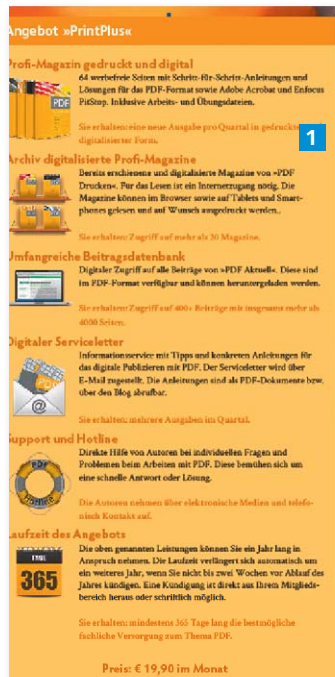 Angebot »PrintPlus«
Profi-Magazin gedruckt und digital
64 werbefreie Seiten mit Schritt-für-Schritt-Anleitungen und
Lösungen für das PDF-Format sowie Adobe Acrobat und Enfocus
PitStop. Inklusive Arbeits- und Übungsdateien.
PDF
Sie erhalten: eine neue Ausgabe pro Quartal in gedruckter
digitalisierter Form.
1
Archiv digitalisierte Profi-Magazine
Bereits erschienene und digitalisierte Magazine von »PDF
Drucken«. Für das Lesen ist ein Internetzugang nötig. Die
Magazine können im Browser sowie auf Tablets und Smart-
phones gelesen und auf Wunsch ausgedruckt werden..
Sie erhalten: Zugriff auf mehr als 20 Magazine.
Umfangreiche Beitragsdatenbank
Digitaler Zugriff auf alle Beiträge von »PDF Aktuell«. Diese sind
im PDF-Format verfügbar und können heruntergeladen werden.
Sie erhalten: Zugriff auf 400+ Beiträge mit insgesamt mehr als
4000 Seiten.
Digitaler Serviceletter
Informationsservice mit Tipps und konkreten Anleitungen für
das digitale Publizieren mit PDF. Der Serviceletter wird über
E-Mail zugestellt. Die Anleitungen sind als PDF-Dokumente bzw.
über den Blog abrufbar.
@
Sie erhalten: mehrere Ausgaben im Quartal.
Support und Hotline
Direkte Hilfe von Autoren bei individuellen Fragen und
Problemen beim Arbeiten mit PDF. Diese bemühen sich um
eine schnelle Antwort oder Lösung.
PDF
Hotline
Die Autoren nehmen über elektronische Medien und telefo-
nisch Kontakt auf.
Laufzeit des Angebots
Die oben genannten Leistungen können Sie ein Jahr lang in
Anspruch nehmen. Die Laufzeit verlängert sich automatisch um
ein weiteres Jahr, wenn Sie nicht bis zwei Wochen vor Ablauf des
Jahres kündigen. Eine Kündigung ist direkt aus Ihrem Mitglieds-
bereich heraus oder schriftlich möglich.
365
Sie erhalten: mindestens 365 Tage lang die bestmögliche
fachliche Versorgung zum Thema PDF.
Preis: € 19,90 im Monat